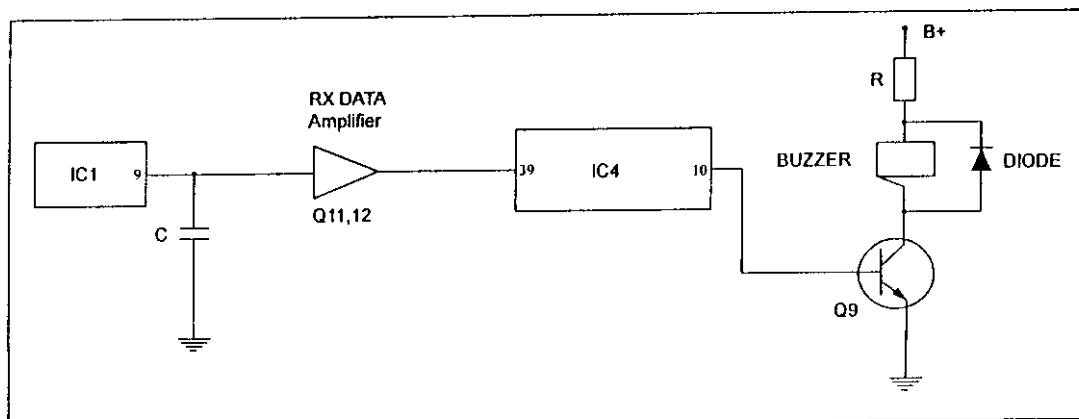 B+
R
RX DATA
Amplifier
BUZZER
DIODE
IC1
9
39
IC4
10
Q11,12
C
Q9